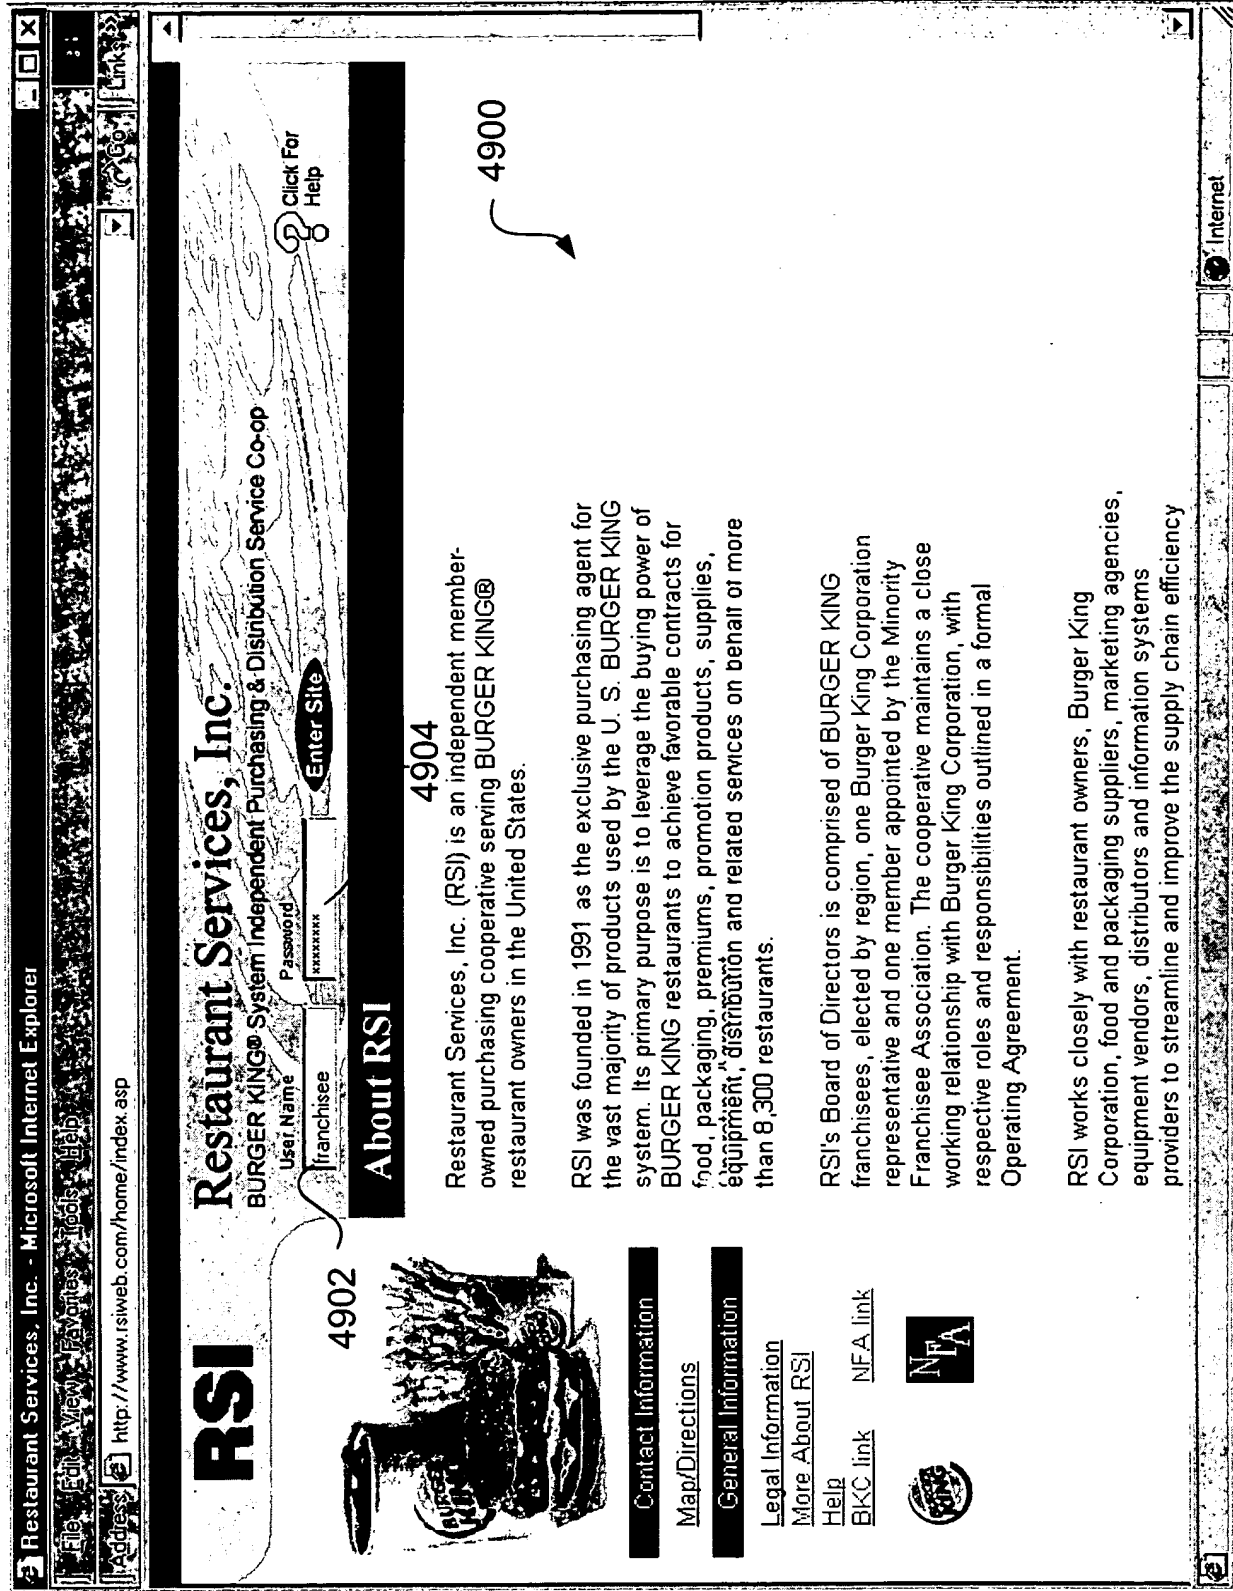 Restaurant Services, Inc. - Microsoft Internet Explorer
File Edit View Favorites Tools Help
Address http://www.rsiweb.com/home/index.asp Go Links »
RSI
Restaurant Services, Inc.
BURGER KING® System Independent Purchasing & Distribution Service Co-op
User Name Password
franchisee xxxxxxxx Enter Site Click For Help
4902
4904
4900
About RSI
BURGER KING
Contact Information
Map/Directions
General Information
Legal Information
More About RSI
Help
BKC link NFA link
BURGER KING NFA
Restaurant Services, Inc. (RSI) is an independent member-
owned purchasing cooperative serving BURGER KING®
restaurant owners in the United States.
RSI was founded in 1991 as the exclusive purchasing agent for
the vast majority of products used by the U. S. BURGER KING
system. Its primary purpose is to leverage the buying power of
BURGER KING restaurants to achieve favorable contracts for
food, packaging, premiums, promotion products, supplies,
equipment, distribution and related services on behalf of more
than 8,300 restaurants.
RSI's Board of Directors is comprised of BURGER KING
franchisees, elected by region, one Burger King Corporation
representative and one member appointed by the Minority
Franchisee Association. The cooperative maintains a close
working relationship with Burger King Corporation, with
respective roles and responsibilities outlined in a formal
Operating Agreement.
RSI works closely with restaurant owners, Burger King
Corporation, food and packaging suppliers, marketing agencies,
equipment vendors, distributors and information systems
providers to streamline and improve the supply chain efficiency
Internet